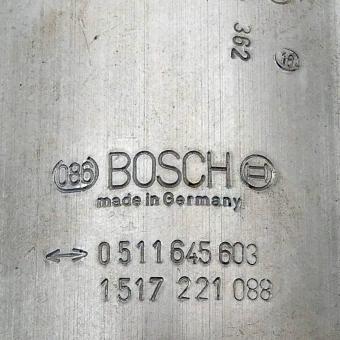 362
086 BOSCH
made in Germany
0 511 645 603
1 517 221 088